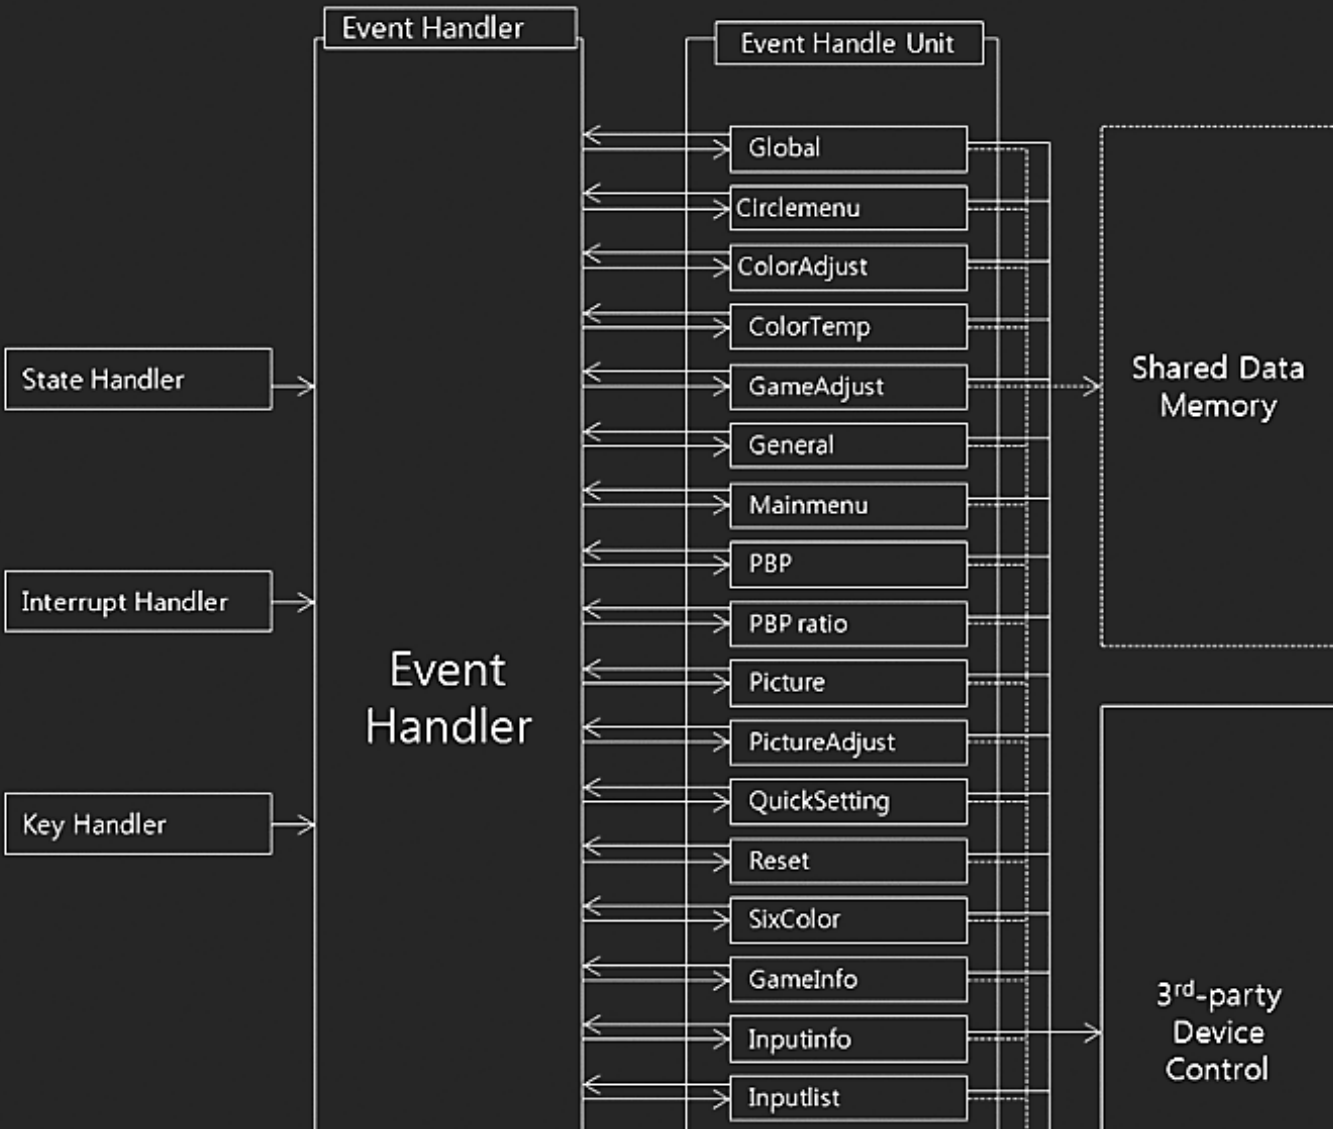 Event Handler
Event Handle Unit
Global
CIrclemenu
ColorAdjust
ColorTemp
GameAdjust
General
Mainmenu
PBP
PBP ratio
Picture
PictureAdjust
QuickSetting
Reset
SixColor
GameInfo
Inputinfo
Inputlist
State Handler
Interrupt Handler
Key Handler
Event
Handler
Shared Data
Memory
3rd-party
Device
Control